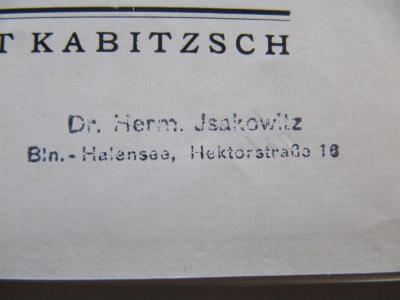 T KABITZSCH
Dr. Herm. Jsakowitz
Bln.-Halensee, Hektorstraße 16